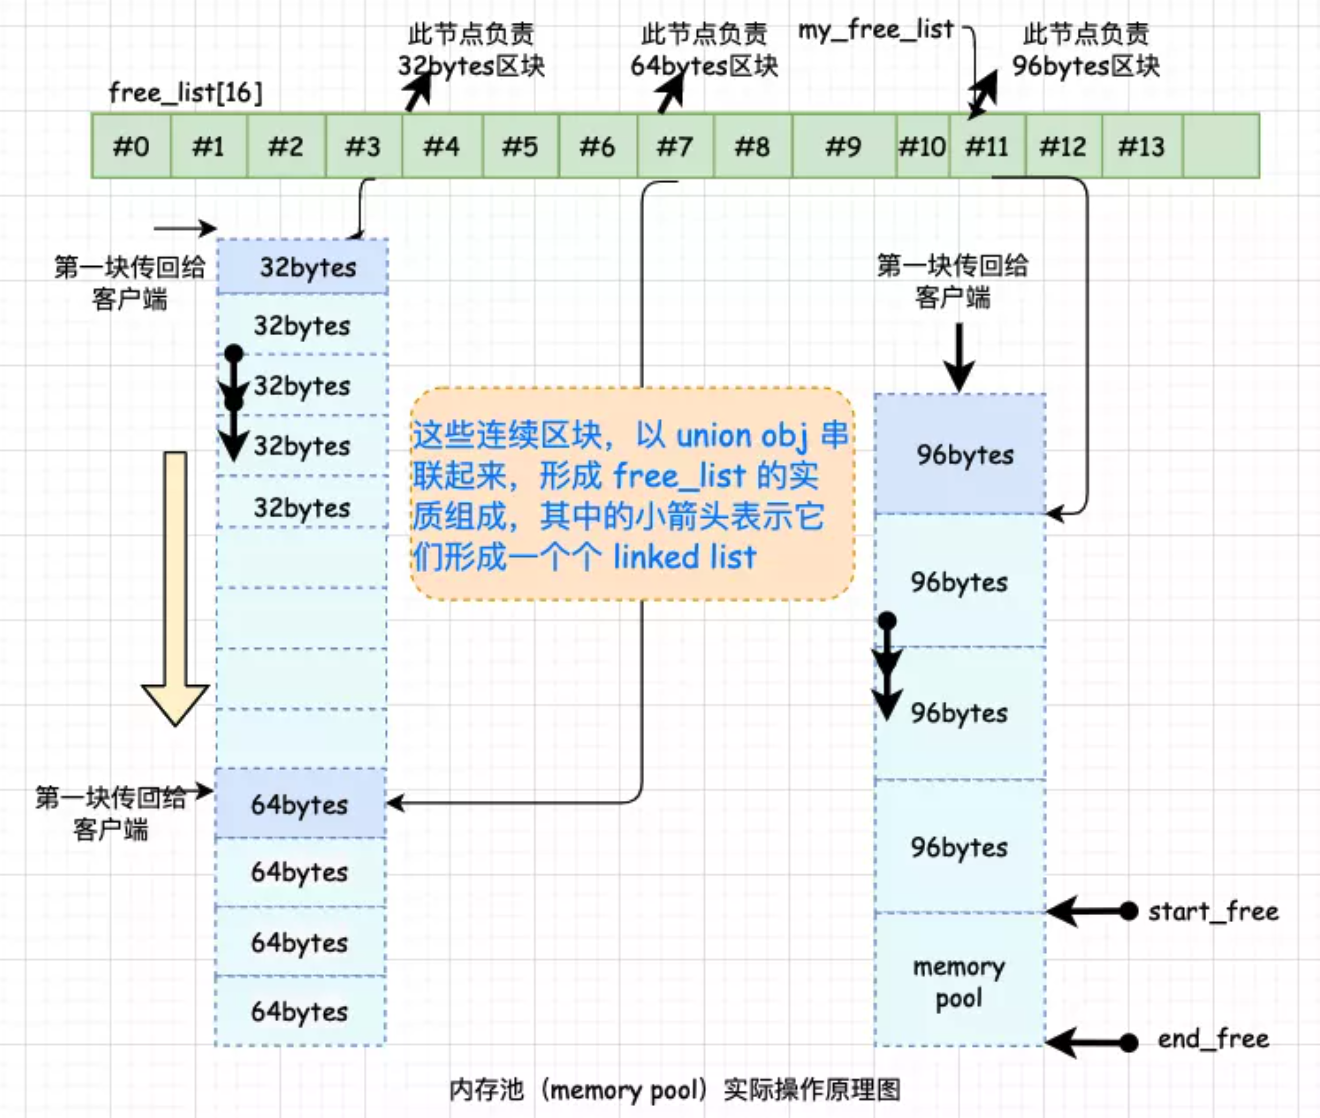 此节点负责
32bytes区块
此节点负责
64bytes区块
my_free_list
此节点负责
96bytes区块
free_list[16]
#0 #1 #2 #3 #4 #5 #6 #7 #8 #9 #10 #11 #12 #13
第一块传回给
客户端
32bytes
32bytes
32bytes
32bytes
32bytes
这些连续区块，以 union obj 串
联起来，形成 free_list 的实
质组成，其中的小箭头表示它
们形成一个个 linked list
第一块传回给
客户端
96bytes
96bytes
96bytes
96bytes
第一块传回给
客户端
64bytes
64bytes
64bytes
64bytes
start_free
memory
pool
end_free
内存池（memory pool）实际操作原理图